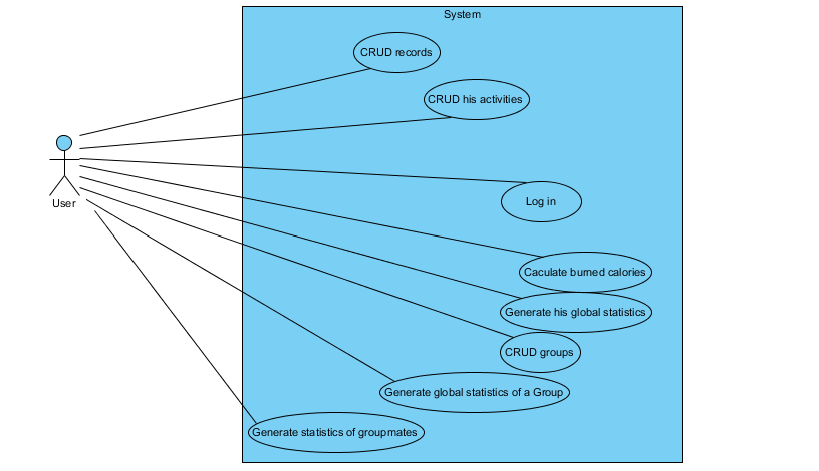 System
CRUD records
CRUD his activities
User
Log in
Caculate burned calories
Generate his global statistics
CRUD groups
Generate global statistics of a Group
Generate statistics of groupmates